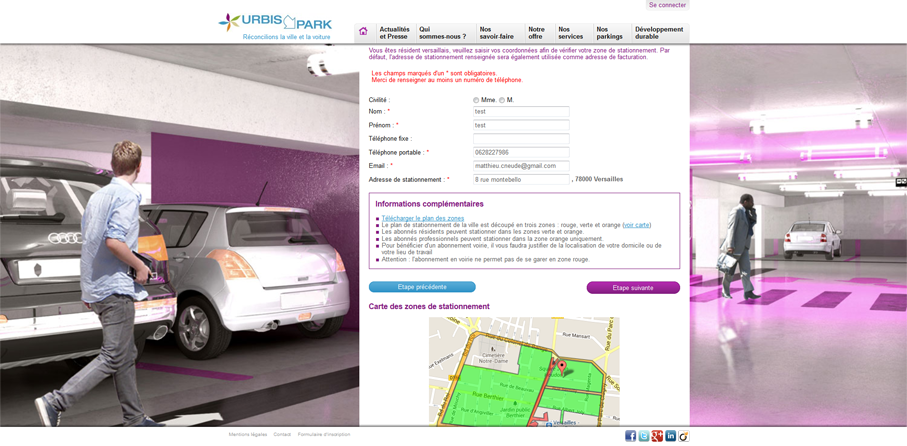 Se connecter
URBIS PARK
Réconcilions la ville et la voiture
Actualités et Presse
Qui sommes-nous ?
Nos savoir-faire
Notre offre
Nos services
Nos parkings
Développement durable
Vous êtes résident versaillais, veuillez saisir vos coordonnées afin de vérifier votre zone de stationnement. Par
défaut, l'adresse de stationnement renseignée sera également utilisée comme adresse de facturation.
Les champs marqués d'un * sont obligatoires.
Merci de renseigner au moins un numéro de téléphone.
Civilité : Mme. M.
Nom : * test
Prénom : * test
Téléphone fixe :
Téléphone portable : * 0628227986
Email : * matthieu.cneude@gmail.com
Adresse de stationnement : * 8 rue montebello , 78000 Versailles
Informations complémentaires
Télécharger le plan des zones
Le plan de stationnement de la ville est découpé en trois zones : rouge, verte et orange (voir carte)
Les abonnés résidents peuvent stationner dans les zones verte et orange.
Les abonnés professionnels peuvent stationner dans la zone orange uniquement.
Pour bénéficier d'un abonnement voirie, il vous faudra justifier de la localisation de votre domicile ou de
votre lieu de travail
Attention : l'abonnement en voirie ne permet pas de se garer en zone rouge.
Etape précédente
Etape suivante
Carte des zones de stationnement
Rue Mansart
Cimetière
Notre-Dame
Rue du Parc
Rue de Beauvau
Rue Berthier
Jardin public
Berthier
Rue d'Angiviller
Versailles
Mentions légales Contact Formulaire d'inscription